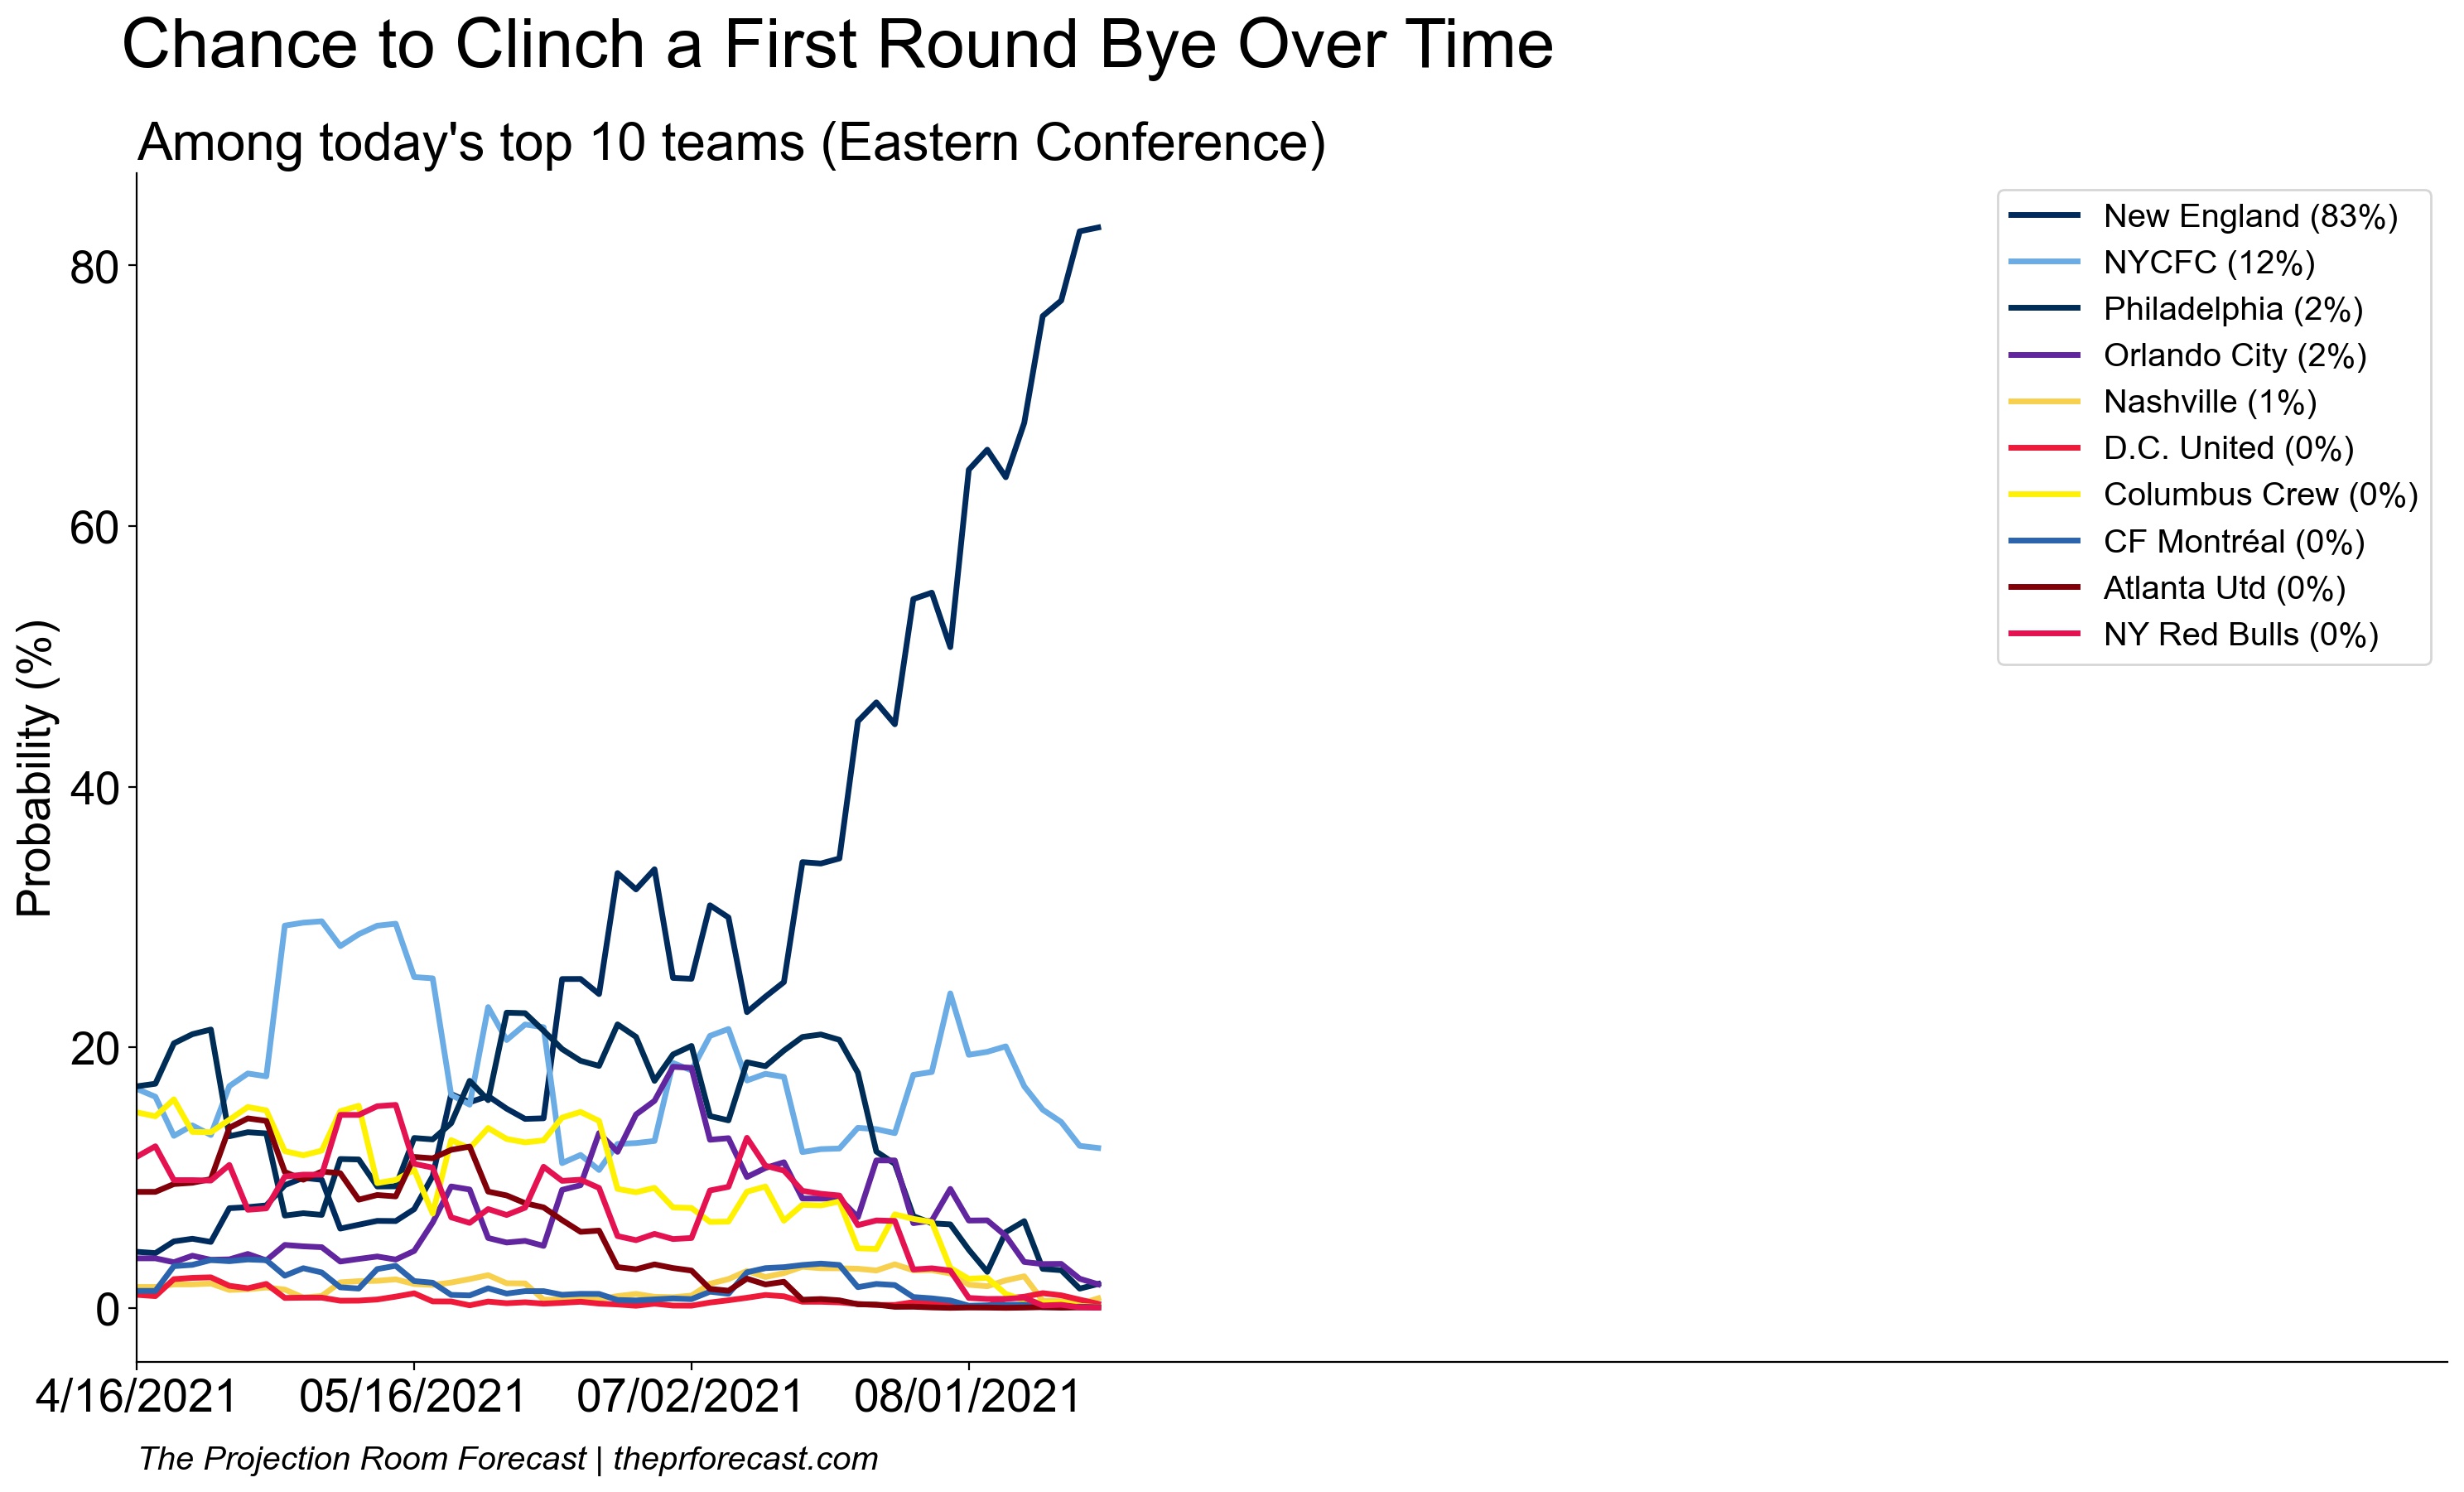 Chance to Clinch a First Round Bye Over Time
Among today's top 10 teams (Eastern Conference)
New England (83%)
NYCFC (12%)
Philadelphia (2%)
Orlando City (2%)
Nashville (1%)
D.C. United (0%)
Columbus Crew (0%)
CF Montréal (0%)
Atlanta Utd (0%)
NY Red Bulls (0%)
Probability (%)
80
60
40
20
0
4/16/2021
05/16/2021
07/02/2021
08/01/2021
The Projection Room Forecast | theprforecast.com